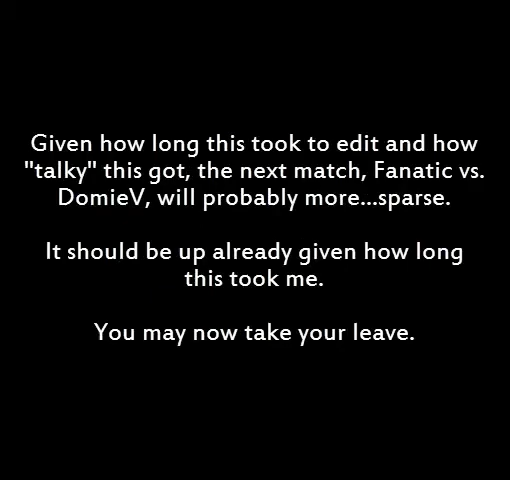 Given how long this took to edit and how
"talky" this got, the next match, Fanatic vs.
DomieV, will probably more...sparse.
It should be up already given how long
this took me.
You may now take your leave.